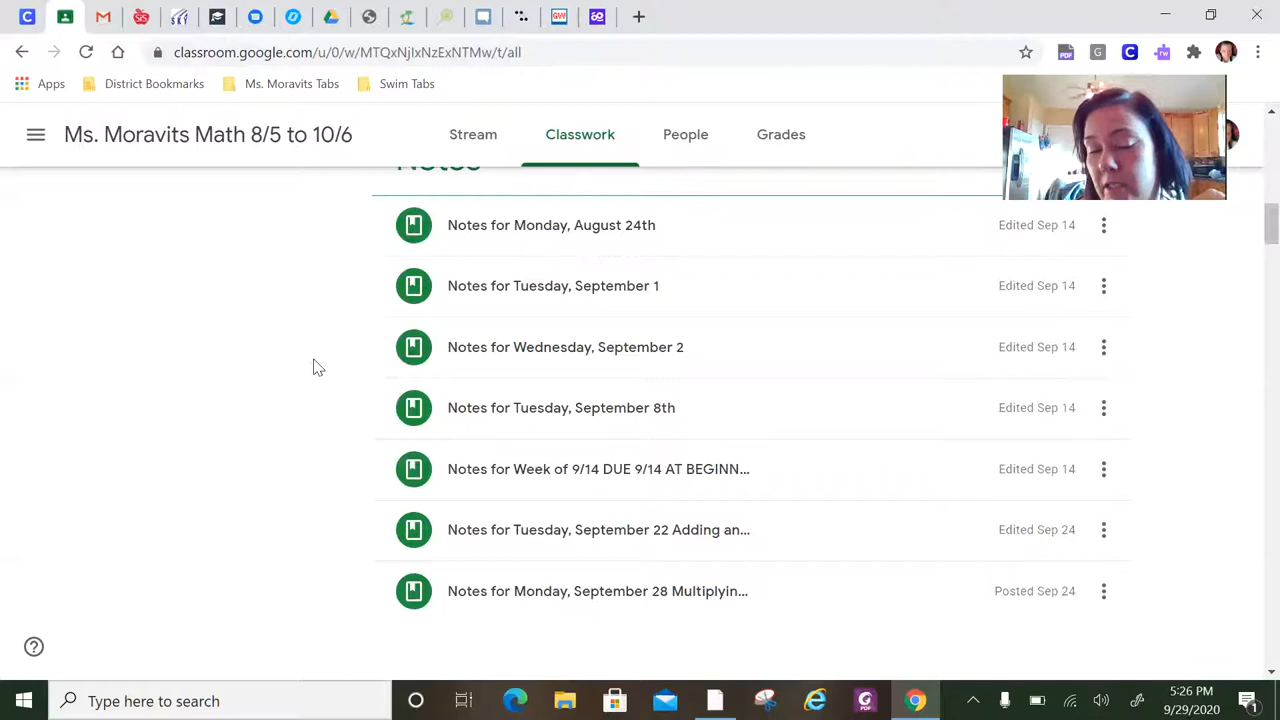 classroom.google.com/u/0/w/MTQxNjIxNzExNTMw/t/all
Apps District Bookmarks Ms. Moravits Tabs Swim Tabs
Ms. Moravits Math 8/5 to 10/6 Stream Classwork People Grades
Notes
Notes for Monday, August 24th Edited Sep 14
Notes for Tuesday, September 1 Edited Sep 14
Notes for Wednesday, September 2 Edited Sep 14
Notes for Tuesday, September 8th Edited Sep 14
Notes for Week of 9/14 DUE 9/14 AT BEGINN... Edited Sep 14
Notes for Tuesday, September 22 Adding an... Edited Sep 24
Notes for Monday, September 28 Multiplyin... Posted Sep 24
Type here to search
5:26 PM
9/29/2020